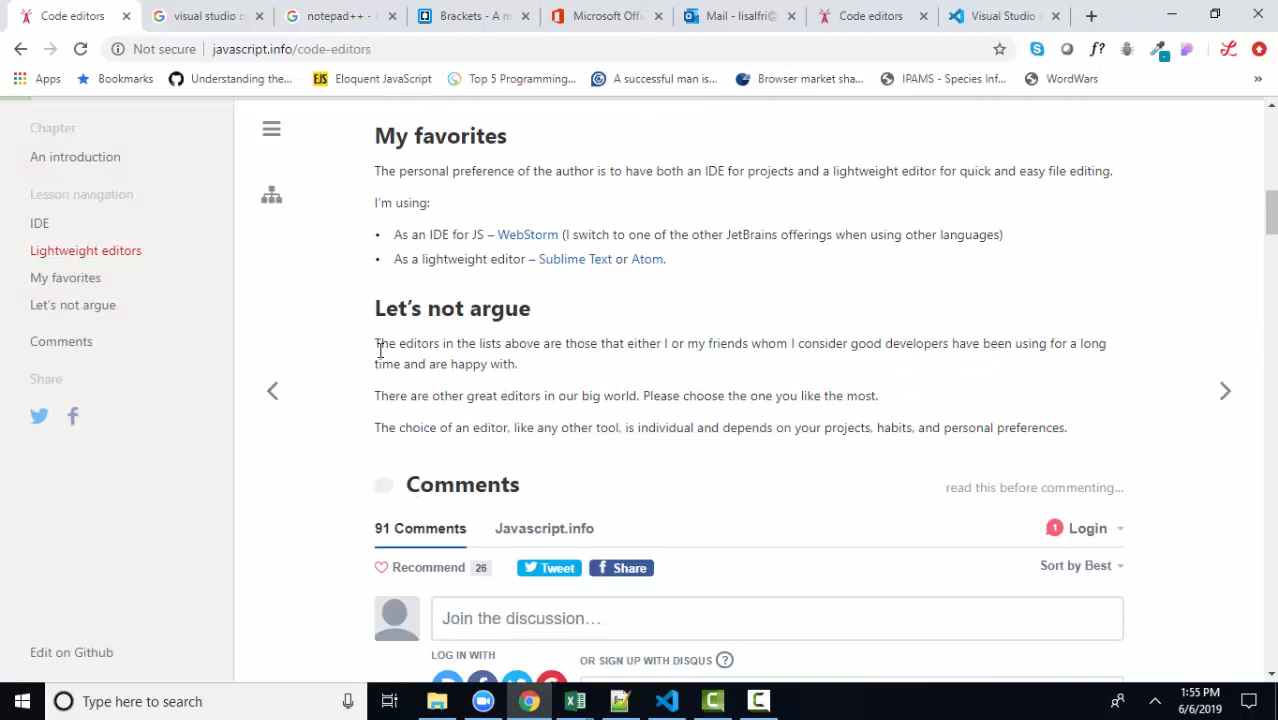 Code editors
visual studio c
notepad++ - G
Brackets - A m
Microsoft Offi
Mail - lisalfri@
Code editors
Visual Studio
Not secure
javascript.info/code-editors
f?
Apps
Bookmarks
Understanding the...
EJS
Eloquent JavaScript
Top 5 Programming...
A successful man is...
Browser market sha...
IPAMS - Species Inf...
WordWars
»
Chapter
An introduction
Lesson navigation
IDE
Lightweight editors
My favorites
Let's not argue
Comments
Share
Edit on Github
My favorites
The personal preference of the author is to have both an IDE for projects and a lightweight editor for quick and easy file editing.
I'm using:
• As an IDE for JS – WebStorm (I switch to one of the other JetBrains offerings when using other languages)
• As a lightweight editor – Sublime Text or Atom.
Let's not argue
The editors in the lists above are those that either I or my friends whom I consider good developers have been using for a long
time and are happy with.
There are other great editors in our big world. Please choose the one you like the most.
The choice of an editor, like any other tool, is individual and depends on your projects, habits, and personal preferences.
Comments
read this before commenting...
91 Comments
Javascript.info
1
Login
Recommend 26
Tweet
Share
Sort by Best
Join the discussion...
LOG IN WITH
OR SIGN UP WITH DISQUS ?
Type here to search
1:55 PM
6/6/2019